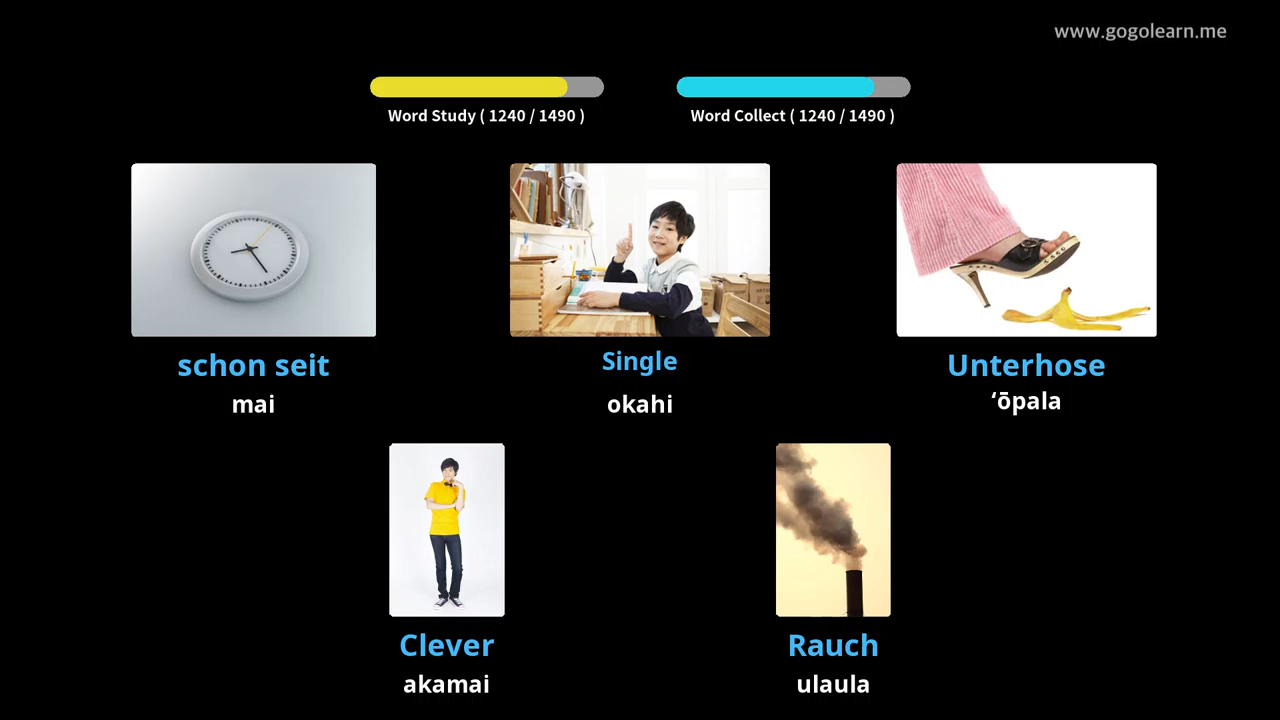 www.gogolearn.me
Word Study ( 1240 / 1490 )
Word Collect ( 1240 / 1490 )
schon seit
mai
Single
okahi
Unterhose
ʻōpala
Clever
akamai
Rauch
ulaula